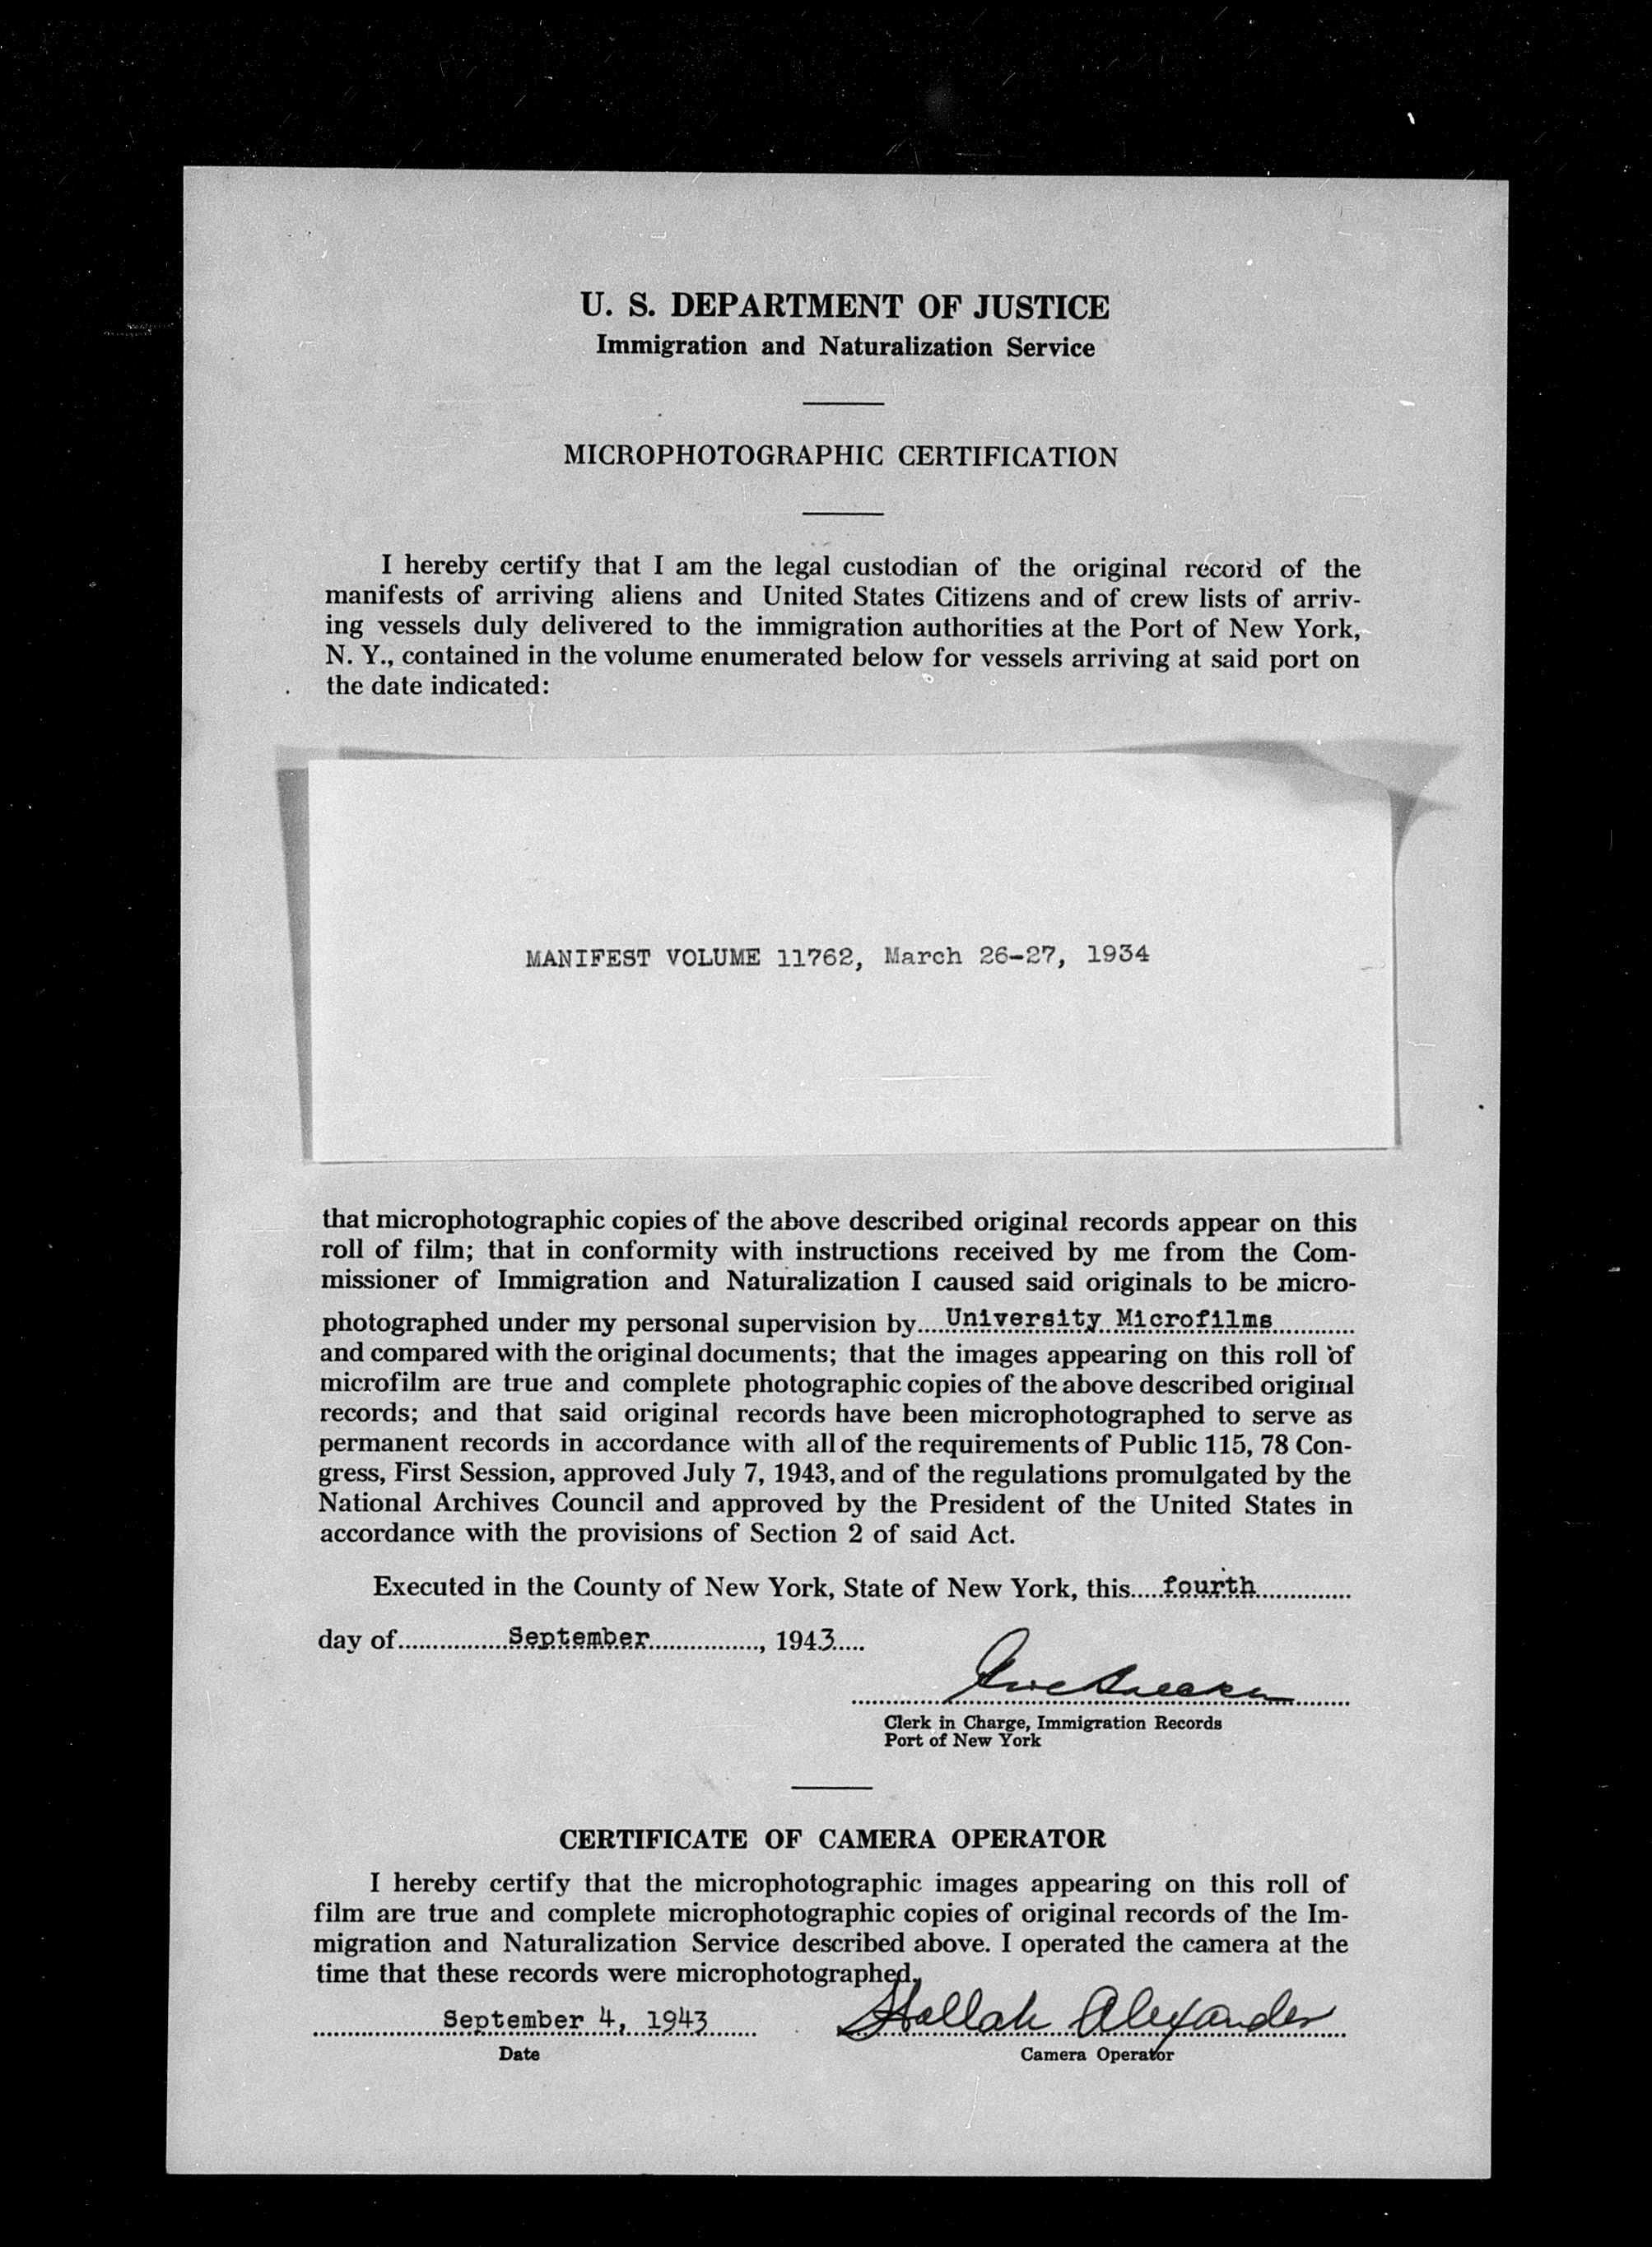 U. S. DEPARTMENT OF JUSTICE
Immigration and Naturalization Service
MICROPHOTOGRAPHIC CERTIFICATION
I hereby certify that I am the legal custodian of the original record of the
manifests of arriving aliens and United States Citizens and of crew lists of arriv-
ing vessels duly delivered to the immigration authorities at the Port of New York,
N. Y., contained in the volume enumerated below for vessels arriving at said port on
the date indicated:
MANIFEST VOLUME 11762, March 26-27, 1934
that microphotographic copies of the above described original records appear on this
roll of film; that in conformity with instructions received by me from the Com-
missioner of Immigration and Naturalization I caused said originals to be micro-
photographed under my personal supervision by University Microfilms
and compared with the original documents; that the images appearing on this roll of
microfilm are true and complete photographic copies of the above described original
records; and that said original records have been microphotographed to serve as
permanent records in accordance with all of the requirements of Public 115, 78 Con-
gress, First Session, approved July 7, 1943, and of the regulations promulgated by the
National Archives Council and approved by the President of the United States in
accordance with the provisions of Section 2 of said Act.
Executed in the County of New York, State of New York, this fourth
day of September, 1943
Clerk in Charge, Immigration Records
Port of New York
CERTIFICATE OF CAMERA OPERATOR
I hereby certify that the microphotographic images appearing on this roll of
film are true and complete microphotographic copies of original records of the Im-
migration and Naturalization Service described above. I operated the camera at the
time that these records were microphotographed.
September 4, 1943 Alexander
Date Camera Operator